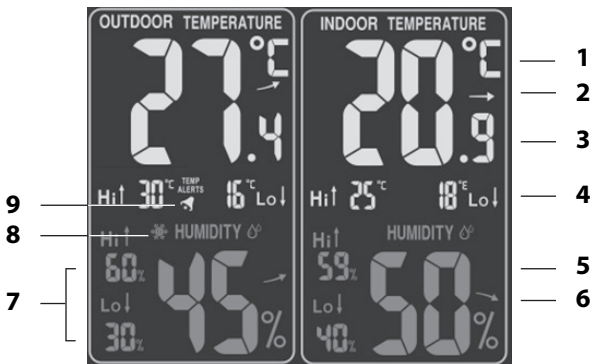 OUTDOOR TEMPERATURE
27.4 °C
Hi↑ 30 °C TEMP ALERTS 16 °C Lo↓
HUMIDITY
Hi↑
60%
Lo↓
30%
45%
INDOOR TEMPERATURE
20.9 °C
Hi↑ 25 °C 18 °E Lo↓
HUMIDITY
Hi↑
59%
Lo↓
40%
50%
1
2
3
4
5
6
9
8
7